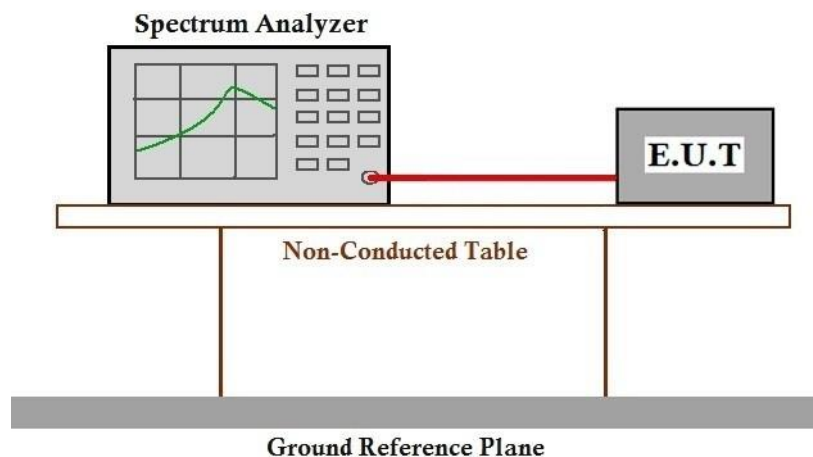 Spectrum Analyzer
E.U.T
Non-Conducted Table
Ground Reference Plane